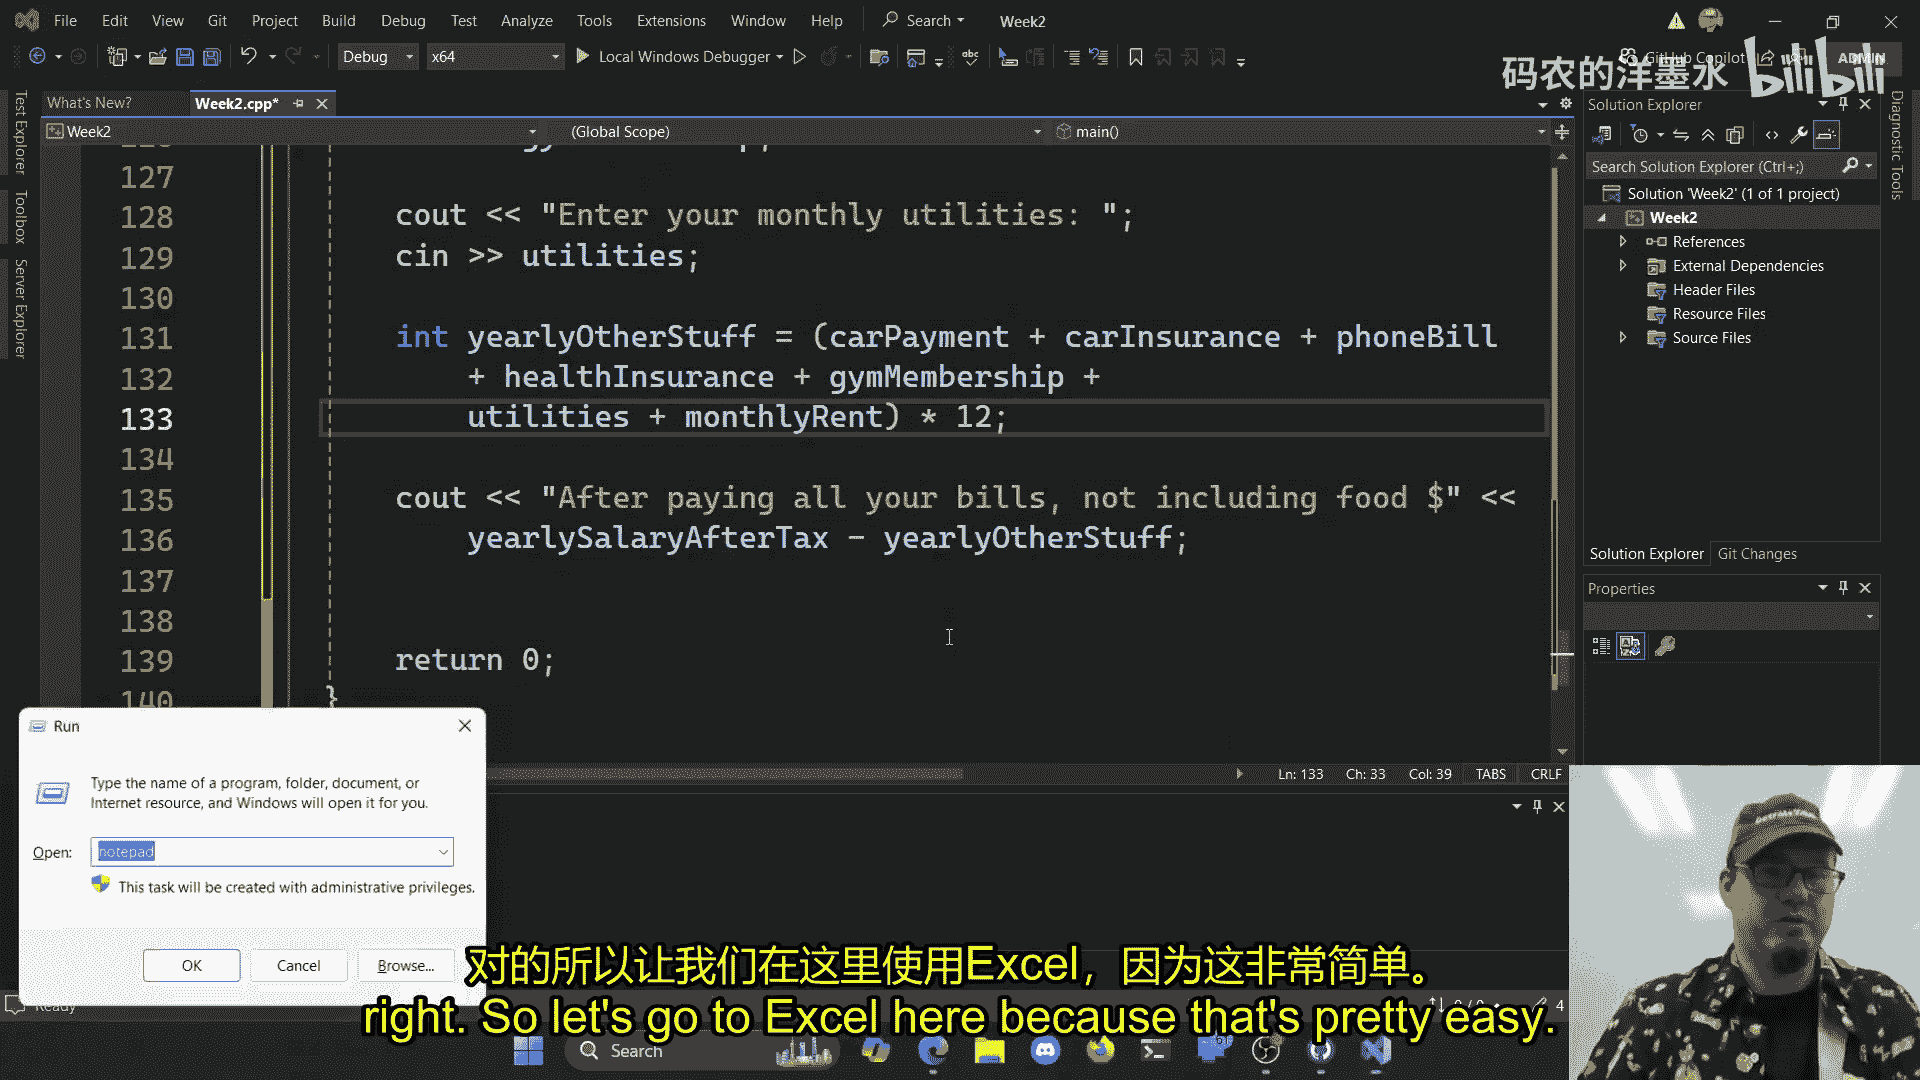 File Edit View Git Project Build Debug Test Analyze Tools Extensions Window Help Search Week2
Debug x64 Local Windows Debugger GitHub Copilot ADMIN
码农的洋墨水 bilibili
What's New? Week2.cpp*
Week2 (Global Scope) main()
Test Explorer
Toolbox
Server Explorer
127
128 cout << "Enter your monthly utilities: ";
129 cin >> utilities;
130
131 int yearlyOtherStuff = (carPayment + carInsurance + phoneBill
132 + healthInsurance + gymMembership +
133 utilities + monthlyRent) * 12;
134
135 cout << "After paying all your bills, not including food $" <<
136 yearlySalaryAfterTax - yearlyOtherStuff;
137
138
139 return 0;
140 }
Ln: 133 Ch: 33 Col: 39 TABS CRLF
Solution Explorer
Search Solution Explorer (Ctrl+;)
Solution 'Week2' (1 of 1 project)
Week2
References
External Dependencies
Header Files
Resource Files
Source Files
Solution Explorer Git Changes
Properties
Diagnostic Tools
Run
Type the name of a program, folder, document, or
Internet resource, and Windows will open it for you.
Open: notepad
This task will be created with administrative privileges.
OK Cancel Browse...
Ready
对的所以让我们在这里使用Excel，因为这非常简单。
right. So let's go to Excel here because that's pretty easy.
Search